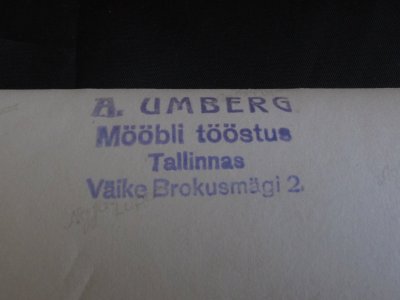 A. UMBERG
Mööbli tööstus
Tallinnas
Väike Brokusmägi 2.